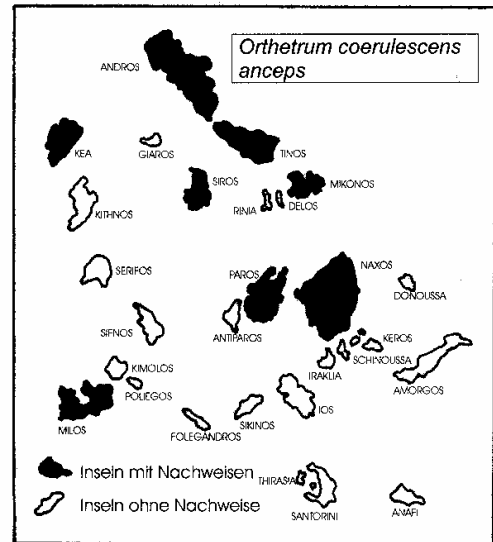 Orthetrum coerulescens
anceps
ANDROS
KEA
GIAROS
TINOS
SIROS
MIKONOS
RINIA
DELOS
KITHNOS
SERIFOS
PAROS
NAXOS
DONOUSSA
SIFNOS
ANTIPAROS
KEROS
SCHINOUSSA
IRAKLIA
AMORGOS
KIMOLOS
POLIEGOS
MILOS
FOLEGANDROS
SIKINOS
IOS
Inseln mit Nachweisen
Inseln ohne Nachweise
THIRASIA
SANTORINI
ANAFI